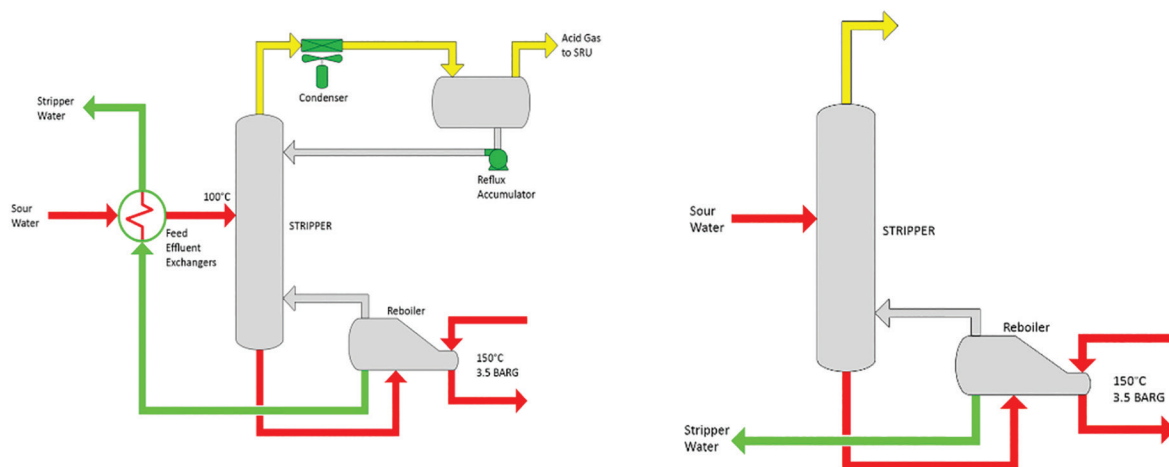 Acid Gas
to SRU
Condenser
Stripper
Water
Reflux
Accumulator
100°C
Sour
Water
STRIPPER
Feed
Effluent
Exchangers
Reboiler
150°C
3.5 BARG
Sour
Water
STRIPPER
Reboiler
150°C
3.5 BARG
Stripper
Water